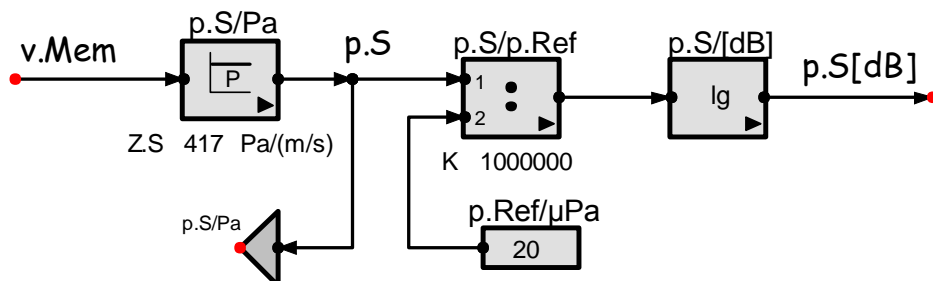 p.S/Pa
p.S/p.Ref
p.S/[dB]
v.Mem
p.S
p.S[dB]
P
1
2
:
lg
Z.S 417 Pa/(m/s)
K 1000000
p.S/Pa
p.Ref/µPa
20